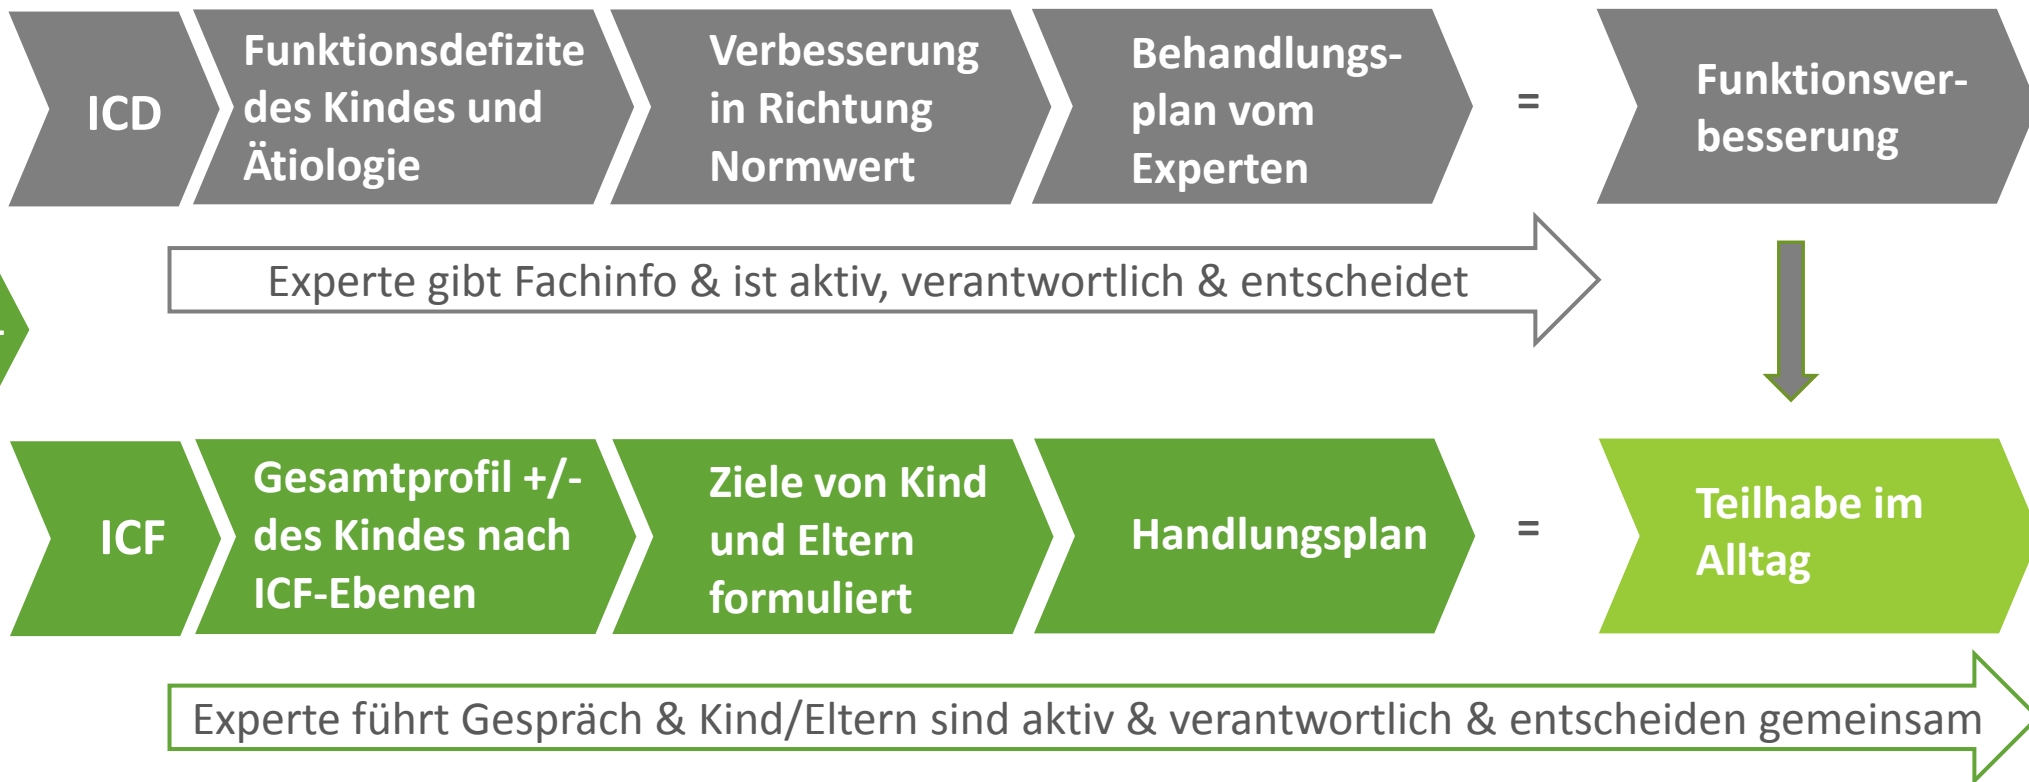 ICD
Funktionsdefizite
des Kindes und
Ätiologie
Verbesserung
in Richtung
Normwert
Behandlungs-
plan vom
Experten
=
Funktionsver-
besserung
Experte gibt Fachinfo & ist aktiv, verantwortlich & entscheidet
ICF
Gesamtprofil +/-
des Kindes nach
ICF-Ebenen
Ziele von Kind
und Eltern
formuliert
Handlungsplan
=
Teilhabe im
Alltag
Experte führt Gespräch & Kind/Eltern sind aktiv & verantwortlich & entscheiden gemeinsam